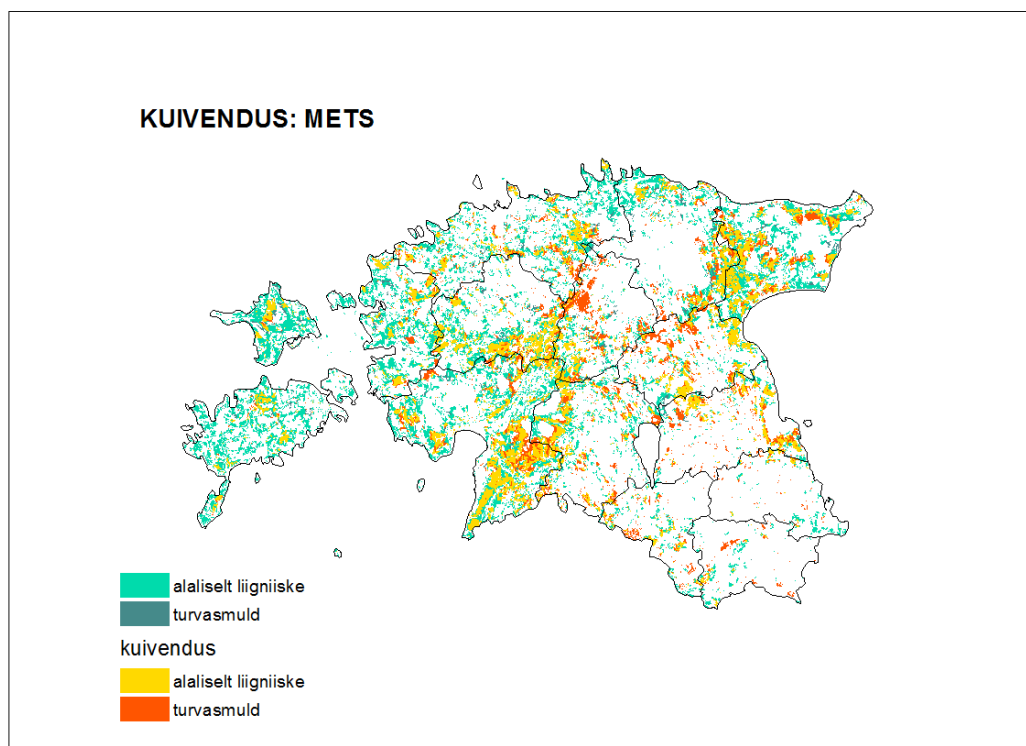 KUIVENDUS: METS
alaliselt liigniiske
turvasmuld
kuivendus
alaliselt liigniiske
turvasmuld